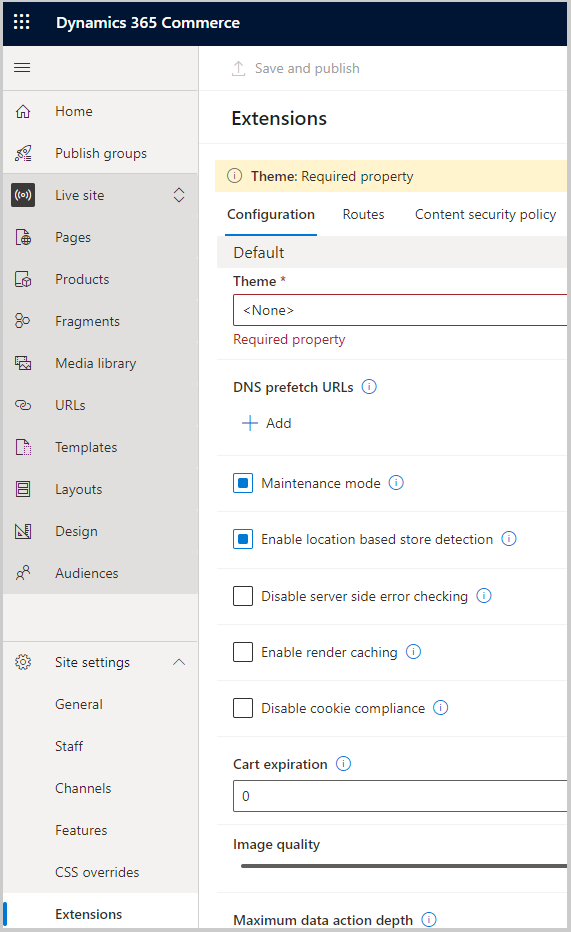 Dynamics 365 Commerce
Home
Publish groups
Live site
Pages
Products
Fragments
Media library
URLs
Templates
Layouts
Design
Audiences
Site settings
General
Staff
Channels
Features
CSS overrides
Extensions
Save and publish
Extensions
Theme: Required property
Configuration Routes Content security policy
Default
Theme *
<None>
Required property
DNS prefetch URLs
Add
Maintenance mode
Enable location based store detection
Disable server side error checking
Enable render caching
Disable cookie compliance
Cart expiration
0
Image quality
Maximum data action depth